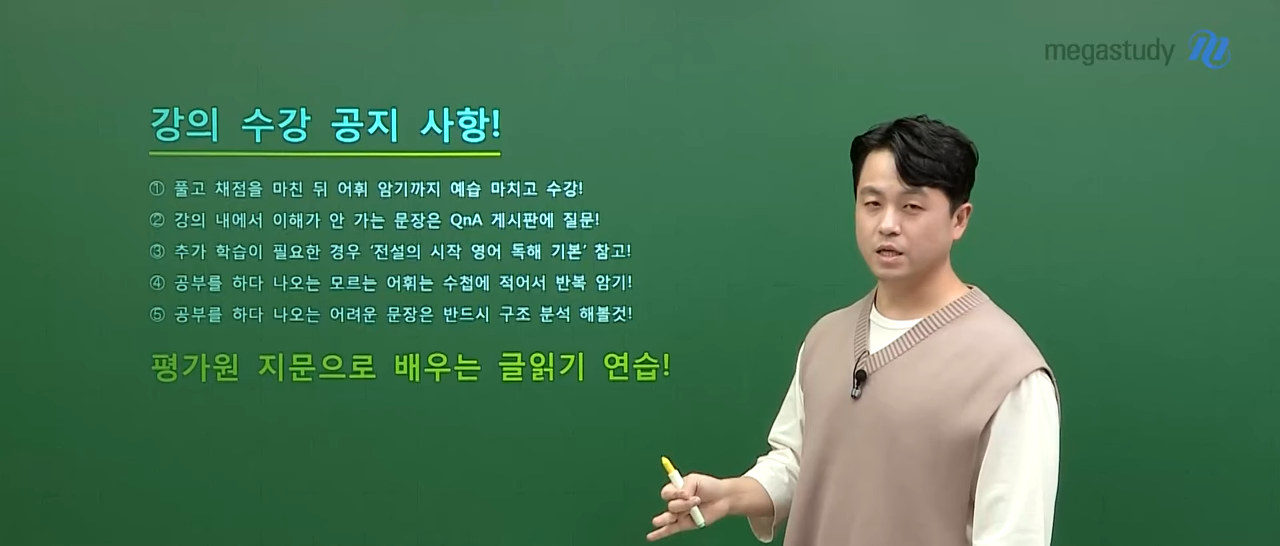 megastudy
강의 수강 공지 사항!
① 풀고 채점을 마친 뒤 어휘 암기까지 예습 마치고 수강!
② 강의 내에서 이해가 안 가는 문장은 QnA 게시판에 질문!
③ 추가 학습이 필요한 경우 '전설의 시작 영어 독해 기본' 참고!
④ 공부를 하다 나오는 모르는 어휘는 수첩에 적어서 반복 암기!
⑤ 공부를 하다 나오는 어려운 문장은 반드시 구조 분석 해볼것!
평가원 지문으로 배우는 글읽기 연습!